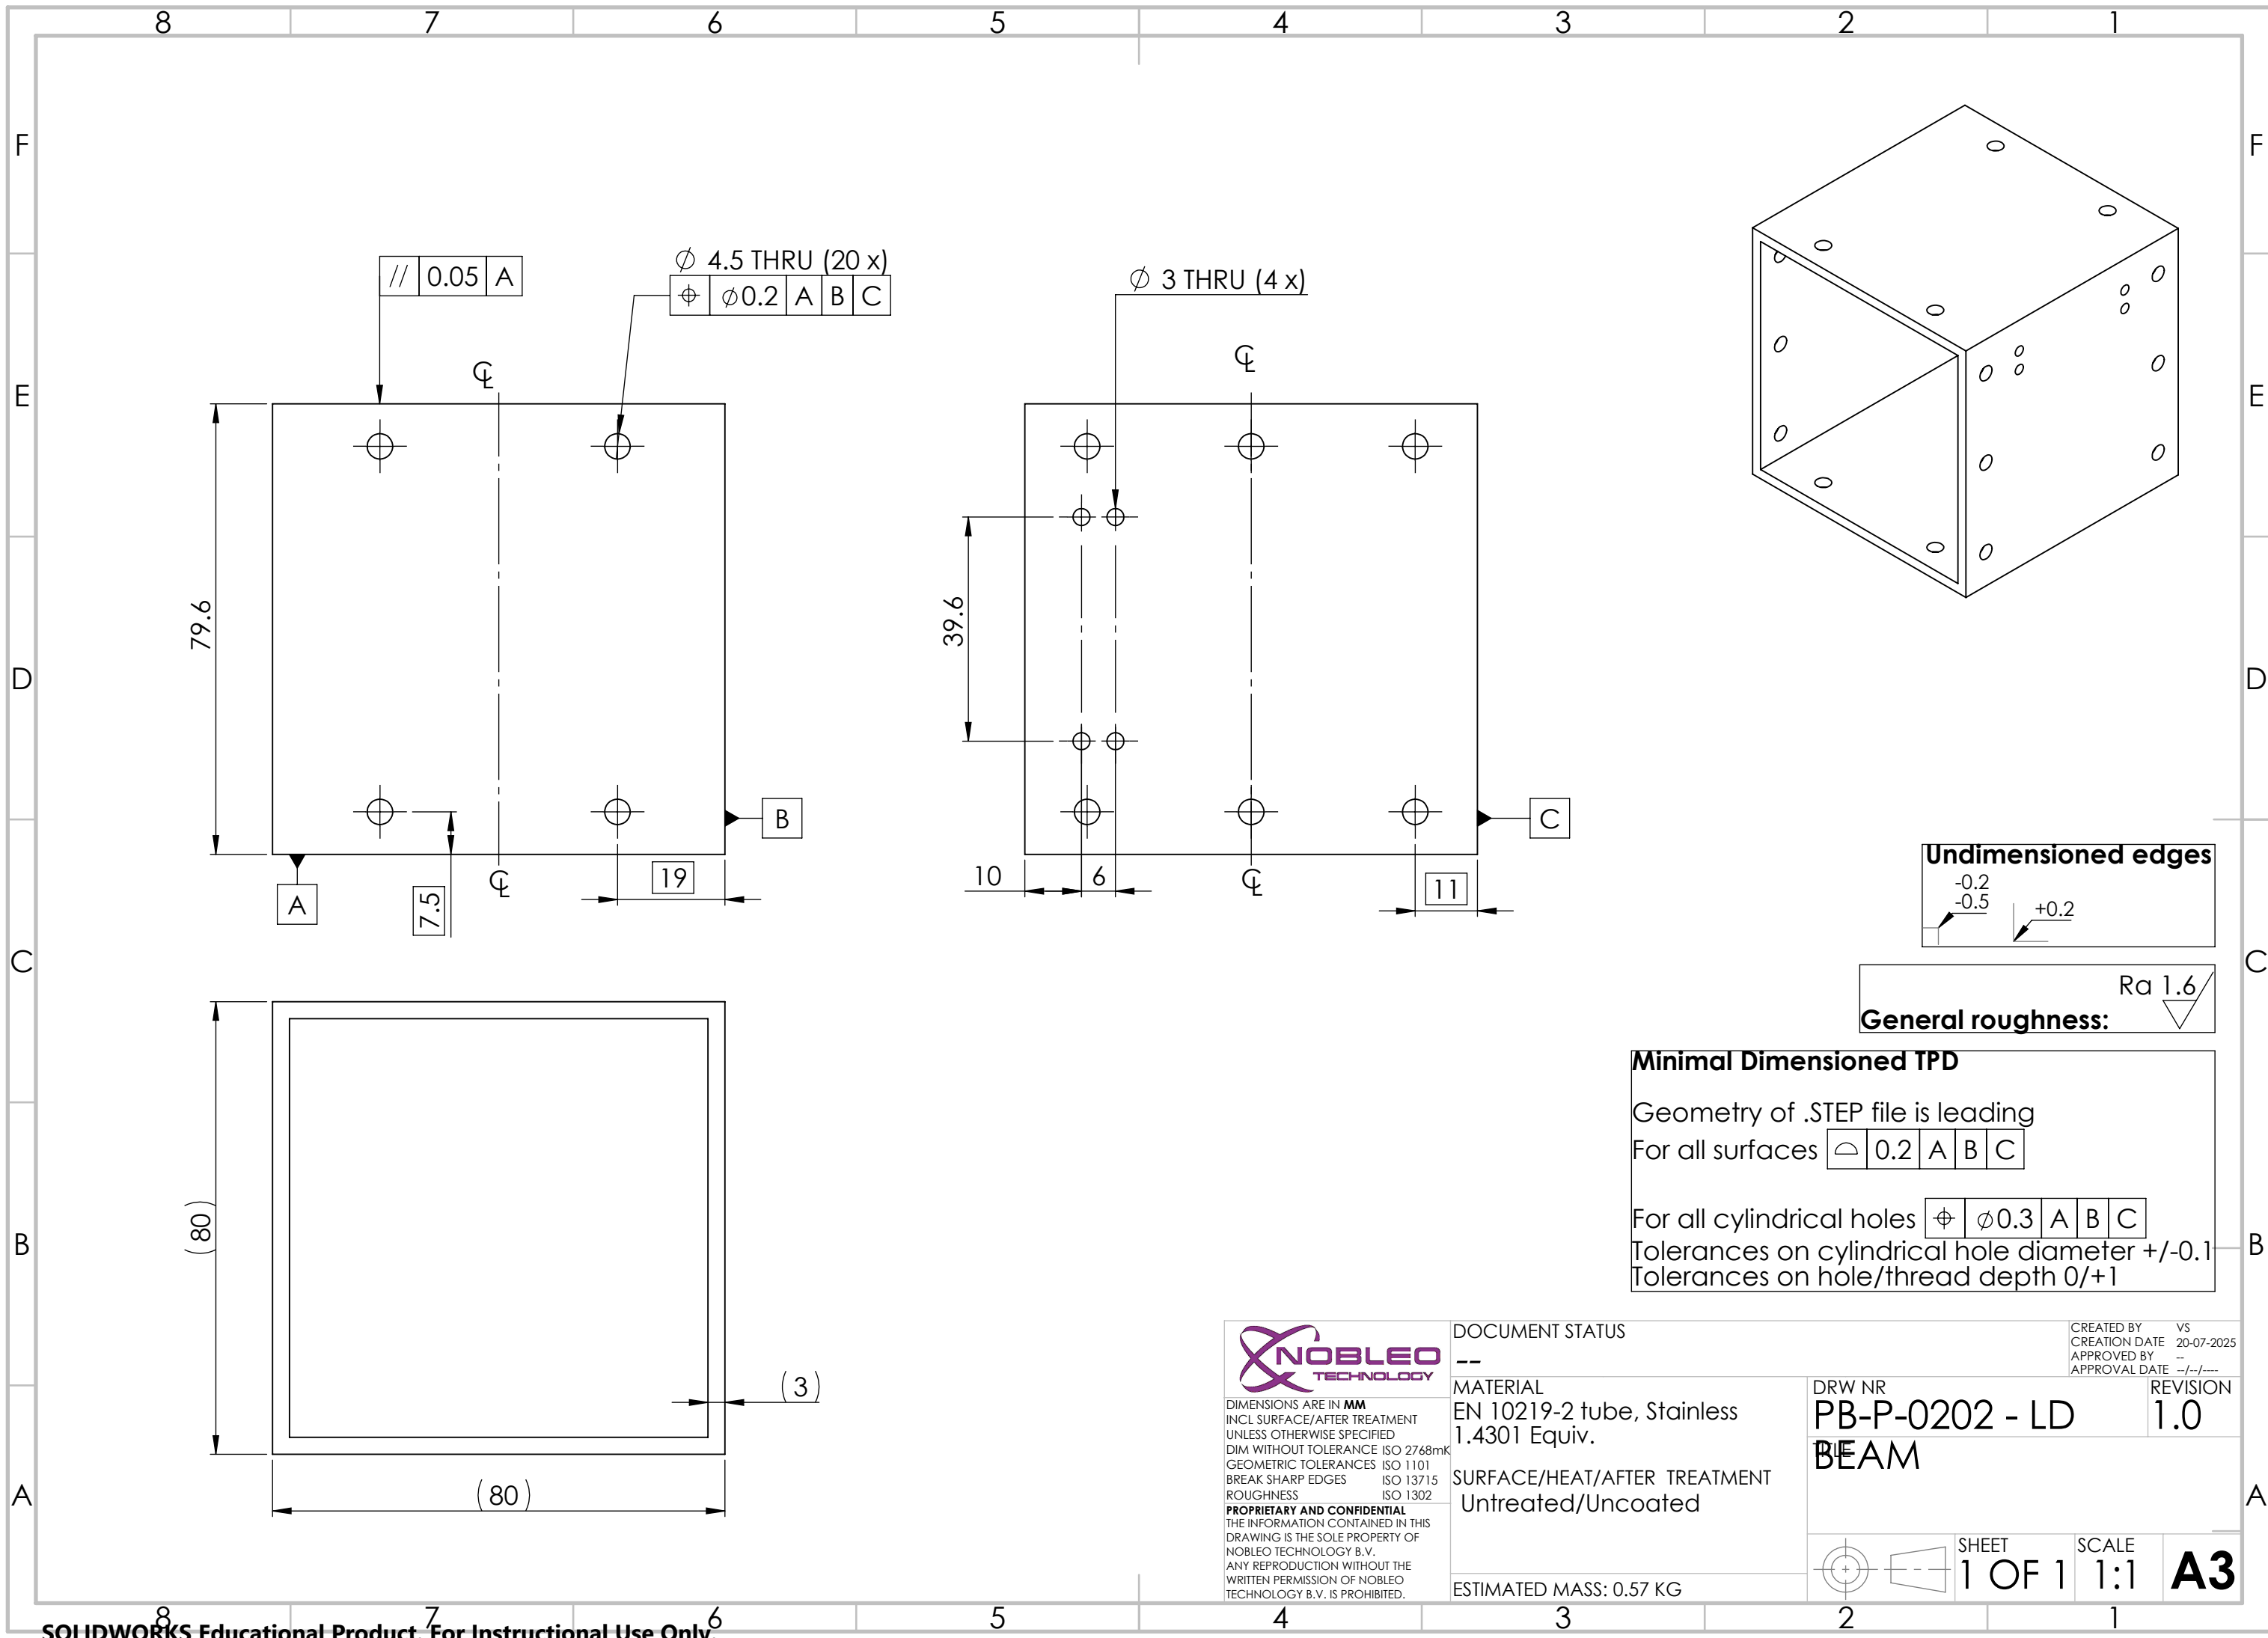 8 7 6 5 4 3 2 1
F F
E E
D D
C C
B B
A A
// 0.05 A
∅ 4.5 THRU (20 x)
⌖ ∅0.2 A B C
∅ 3 THRU (4 x)
℄ ℄
79.6
39.6
B
C
A
7.5
℄
19
10
6
℄
11
Undimensioned edges
-0.2
-0.5
+0.2
Ra 1.6
General roughness:
Minimal Dimensioned TPD
Geometry of .STEP file is leading
For all surfaces ⌓ 0.2 A B C
For all cylindrical holes ⌖ ∅0.3 A B C
Tolerances on cylindrical hole diameter +/-0.1
Tolerances on hole/thread depth 0/+1
(80)
(3)
(80)
NOBLEO
TECHNOLOGY
DIMENSIONS ARE IN MM
INCL SURFACE/AFTER TREATMENT
UNLESS OTHERWISE SPECIFIED
DIM WITHOUT TOLERANCE ISO 2768mK
GEOMETRIC TOLERANCES ISO 1101
BREAK SHARP EDGES ISO 13715
ROUGHNESS ISO 1302
PROPRIETARY AND CONFIDENTIAL
THE INFORMATION CONTAINED IN THIS
DRAWING IS THE SOLE PROPERTY OF
NOBLEO TECHNOLOGY B.V.
ANY REPRODUCTION WITHOUT THE
WRITTEN PERMISSION OF NOBLEO
TECHNOLOGY B.V. IS PROHIBITED.
DOCUMENT STATUS
--
CREATED BY VS
CREATION DATE 20-07-2025
APPROVED BY --
APPROVAL DATE --/--/----
MATERIAL
EN 10219-2 tube, Stainless
1.4301 Equiv.
SURFACE/HEAT/AFTER TREATMENT
Untreated/Uncoated
ESTIMATED MASS: 0.57 KG
DRW NR
PB-P-0202 - LD
REVISION
1.0
TITLE
BEAM
SHEET
1 OF 1
SCALE
1:1
A3
8 7 6 5 4 3 2 1
SOLIDWORKS Educational Product. For Instructional Use Only.